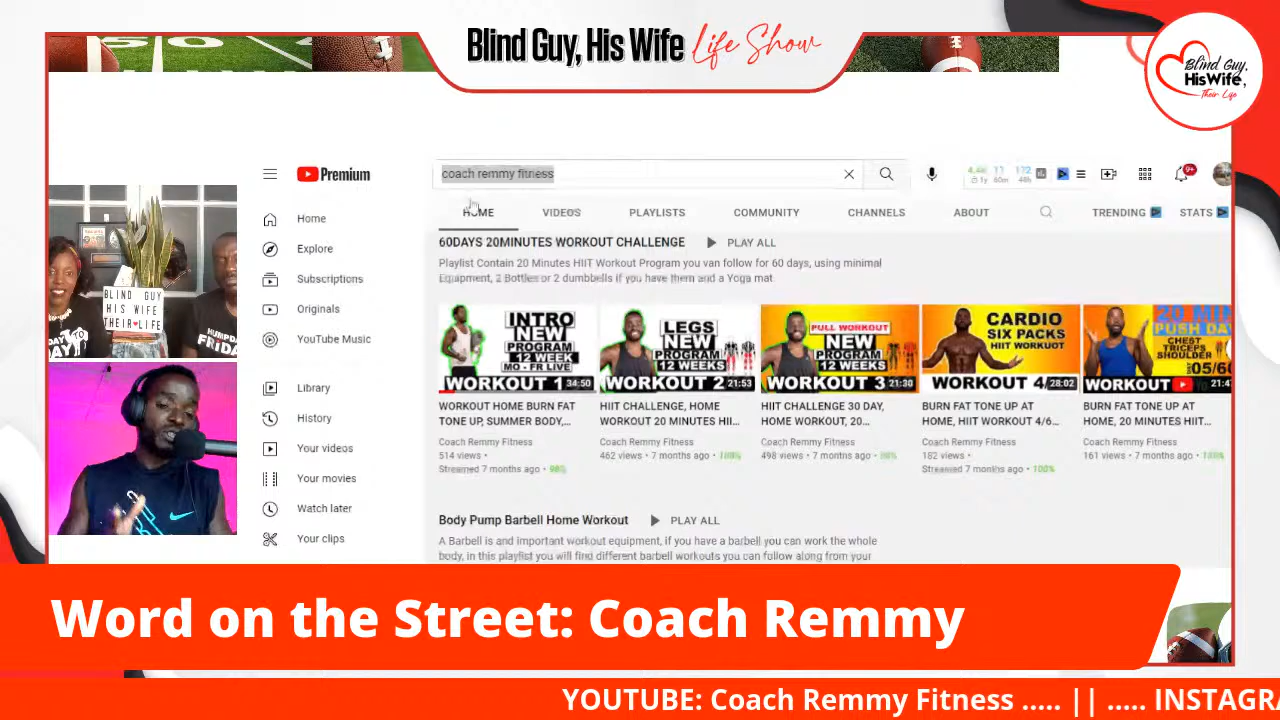 Blind Guy, His Wife Life Show
Blind Guy,
His Wife,
Their Life
Premium
coach remmy fitness
HOME VIDEOS PLAYLISTS COMMUNITY CHANNELS ABOUT TRENDING STATS
Home
Explore
Subscriptions
Originals
YouTube Music
Library
History
Your videos
Your movies
Watch later
Your clips
60DAYS 20MINUTES WORKOUT CHALLENGE PLAY ALL
Playlist Contain 20 Minutes HIIT Workout Program you van follow for 60 days, using minimal
Equipment, 2 Bottles or 2 dumbbells if you have them and a Yoga mat
INTRO
NEW
PROGRAM
12 WEEK
MO - FR LIVE
WORKOUT 1 34:50
LEGS
NEW
PROGRAM
12 WEEKS
WORKOUT 2 21:53
PULL WORKOUT
NEW
PROGRAM
12 WEEKS
WORKOUT 3 21:30
CARDIO
SIX PACKS
HIIT WORKUOT
WORKOUT 4/ 28:02
20 MIN
PUSH DA
CHEST
TRICEPS
SHOULDER
05/60
WORKOUT 21:4
WORKOUT HOME BURN FAT
TONE UP, SUMMER BODY,...
Coach Remmy Fitness
514 views •
Streamed 7 months ago • 98%
HIIT CHALLENGE, HOME
WORKOUT 20 MINUTES HII...
Coach Remmy Fitness
462 views • 7 months ago • 100%
HIIT CHALLENGE 30 DAY,
HOME WORKOUT, 20...
Coach Remmy Fitness
498 views • 7 months ago
BURN FAT TONE UP AT
HOME, HIIT WORKOUT 4/6...
Coach Remmy Fitness
182 views •
Streamed 7 months ago • 100%
BURN FAT TONE UP AT
HOME, 20 MINUTES HIIT...
Coach Remmy Fitness
161 views • 7 months ago
Body Pump Barbell Home Workout PLAY ALL
A Barbell is and important workout equipment, if you have a barbell you can work the whole
body, in this playlist you will find different barbell workouts you can follow along from your
BLIND GUY
HIS WIFE
THEIR LIFE
Word on the Street: Coach Remmy
YOUTUBE: Coach Remmy Fitness ..... || ..... INSTAGRA